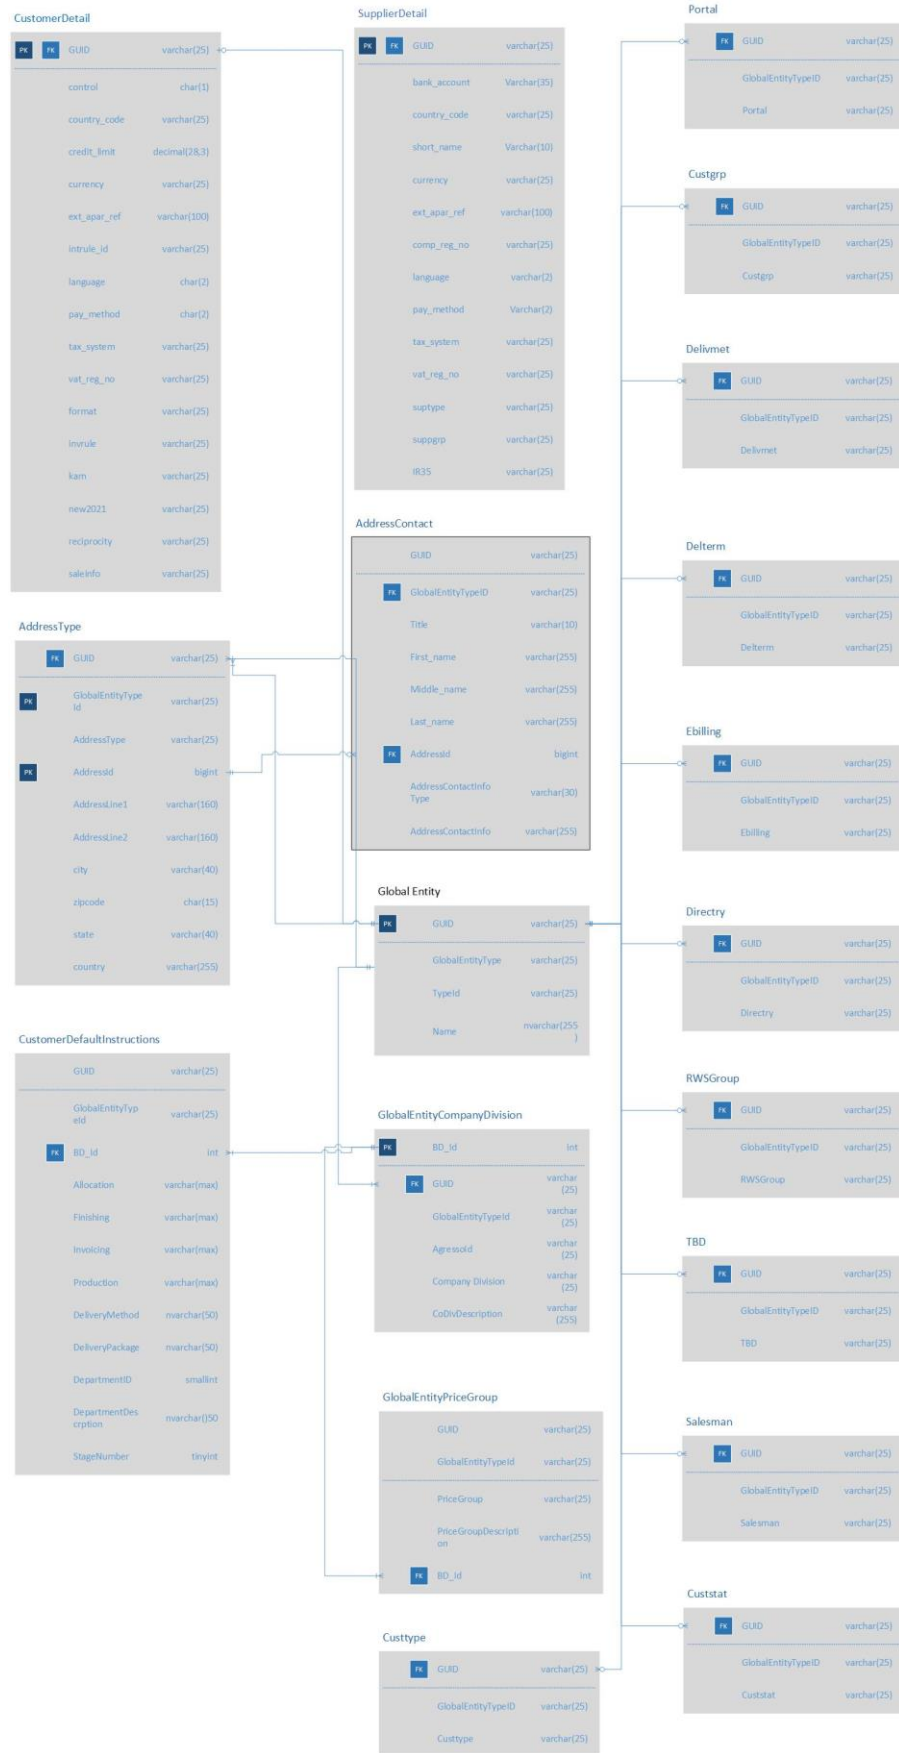 CustomerDetail
PK FK GUID varchar(25)
control char(1)
country_code varchar(25)
credit_limit decimal(28,3)
currency varchar(25)
ext_apar_ref varchar(100)
intrule_id varchar(25)
language char(2)
pay_method char(2)
tax_system varchar(25)
vat_reg_no varchar(25)
format varchar(25)
invrule varchar(25)
kam varchar(25)
new2021 varchar(25)
reciprocity varchar(25)
saleinfo varchar(25)
AddressType
FK GUID varchar(25)
PK GlobalEntityType
Id varchar(25)
AddressType varchar(25)
PK AddressId bigint
AddressLine1 varchar(160)
AddressLine2 varchar(160)
city varchar(40)
zipcode char(15)
state varchar(40)
country varchar(255)
CustomerDefaultInstructions
GUID varchar(25)
GlobalEntityTyp
eId varchar(25)
FK BD_Id int
Allocation varchar(max)
Finishing varchar(max)
Invoicing varchar(max)
Production varchar(max)
DeliveryMethod nvarchar(50)
DeliveryPackage nvarchar(50)
DepartmentID smallint
DepartmentDes
crption nvarchar()50
StageNumber tinyint
SupplierDetail
PK FK GUID varchar(25)
bank_account Varchar(35)
country_code varchar(25)
short_name Varchar(10)
currency varchar(25)
ext_apar_ref varchar(100)
comp_reg_no varchar(25)
language varchar(2)
pay_method Varchar(2)
tax_system varchar(25)
vat_reg_no varchar(25)
suptype varchar(25)
suppgrp varchar(25)
IR35 varchar(25)
AddressContact
GUID varchar(25)
FK GlobalEntityTypeID varchar(25)
Title varchar(10)
First_name varchar(255)
Middle_name varchar(255)
Last_name varchar(255)
FK AddressId bigint
AddressContactInfo
Type varchar(30)
AddressContactInfo varchar(255)
Global Entity
PK GUID varchar(25)
GlobalEntityType varchar(25)
TypeId varchar(25)
Name nvarchar(255
)
GlobalEntityCompanyDivision
PK BD_Id int
FK GUID varchar
(25)
GlobalEntityTypeId varchar
(25)
AgressoId varchar
(25)
Company Division varchar
(25)
CoDivDescription varchar
(255)
GlobalEntityPriceGroup
GUID varchar(25)
GlobalEntityTypeId varchar(25)
PriceGroup varchar(25)
PriceGroupDescripti
on varchar(255)
FK BD_Id int
Custtype
FK GUID varchar(25)
GlobalEntityTypeID varchar(25)
Custtype varchar(25)
Portal
FK GUID varchar(25)
GlobalEntityTypeID varchar(25)
Portal varchar(25)
Custgrp
FK GUID varchar(25)
GlobalEntityTypeID varchar(25)
Custgrp varchar(25)
Delivmet
FK GUID varchar(25)
GlobalEntityTypeID varchar(25)
Delivmet varchar(25)
Delterm
FK GUID varchar(25)
GlobalEntityTypeID varchar(25)
Delterm varchar(25)
Ebilling
FK GUID varchar(25)
GlobalEntityTypeID varchar(25)
Ebilling varchar(25)
Directry
FK GUID varchar(25)
GlobalEntityTypeID varchar(25)
Directry varchar(25)
RWSGroup
FK GUID varchar(25)
GlobalEntityTypeID varchar(25)
RWSGroup varchar(25)
TBD
FK GUID varchar(25)
GlobalEntityTypeID varchar(25)
TBD varchar(25)
Salesman
FK GUID varchar(25)
GlobalEntityTypeID varchar(25)
Salesman varchar(25)
Custstat
FK GUID varchar(25)
GlobalEntityTypeID varchar(25)
Custstat varchar(25)